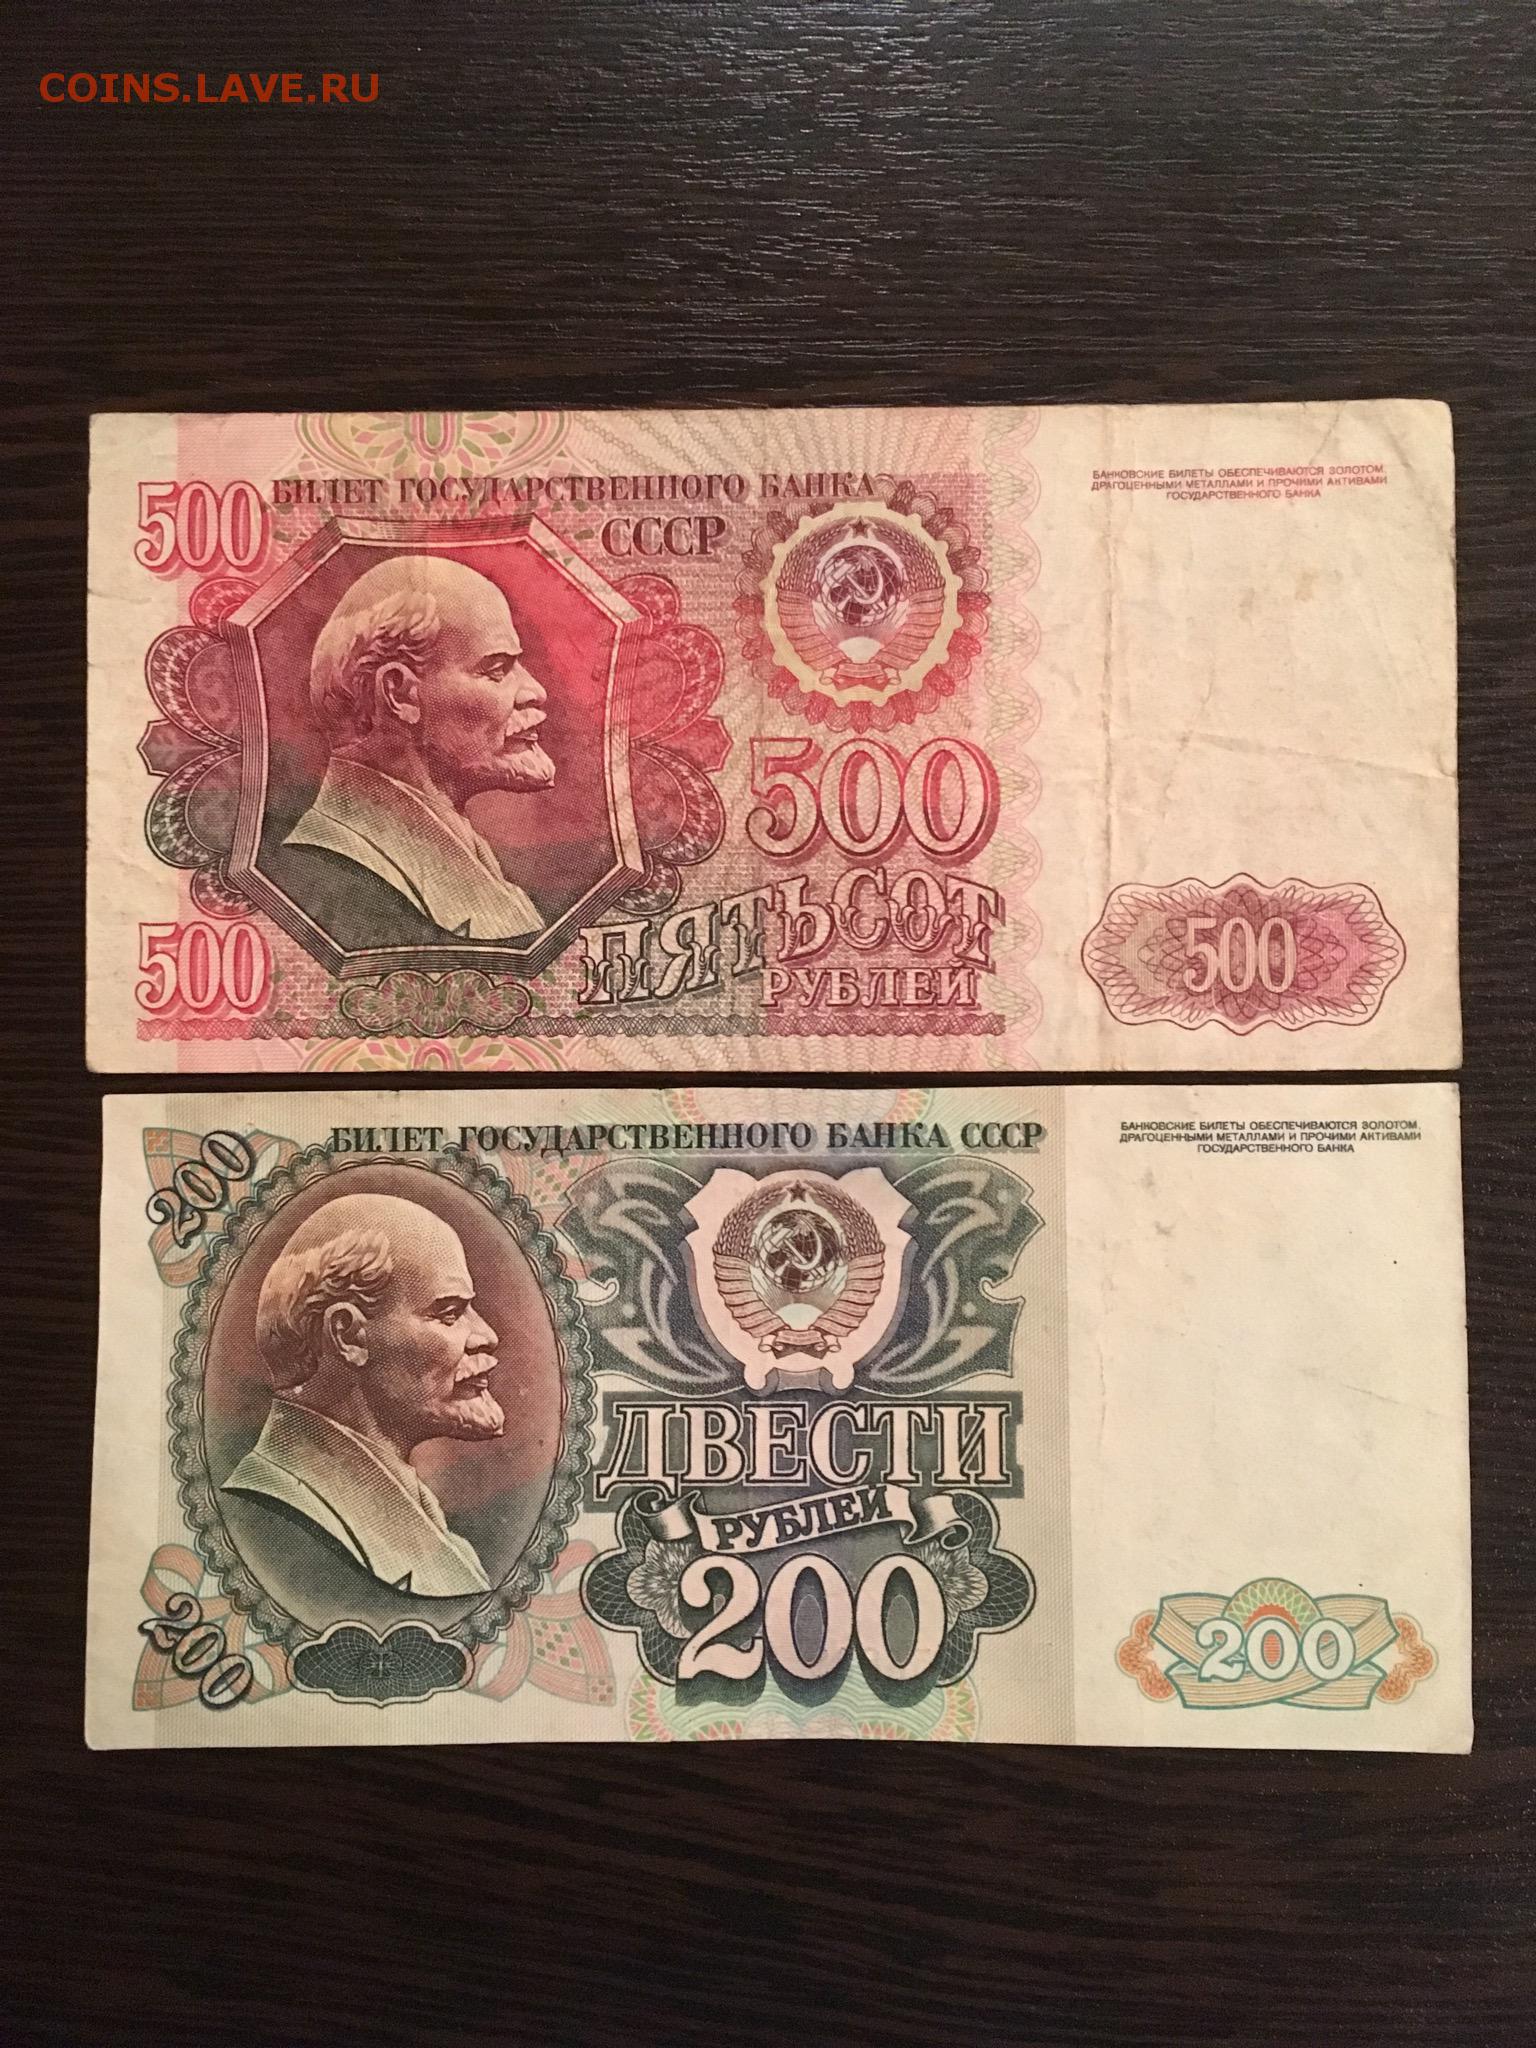 COINS.LAVE.RU
500
БИЛЕТ ГОСУДАРСТВЕННОГО БАНКА
СССР
БАНКОВСКИЕ БИЛЕТЫ ОБЕСПЕЧИВАЮТСЯ ЗОЛОТОМ,
ДРАГОЦЕННЫМИ МЕТАЛЛАМИ И ПРОЧИМИ АКТИВАМИ
ГОСУДАРСТВЕННОГО БАНКА
500
ПЯТЬСОТ
РУБЛЕЙ
500
500
200
БИЛЕТ ГОСУДАРСТВЕННОГО БАНКА СССР
БАНКОВСКИЕ БИЛЕТЫ ОБЕСПЕЧИВАЮТСЯ ЗОЛОТОМ,
ДРАГОЦЕННЫМИ МЕТАЛЛАМИ И ПРОЧИМИ АКТИВАМИ
ГОСУДАРСТВЕННОГО БАНКА
ДВЕСТИ
РУБЛЕЙ
200
200
200